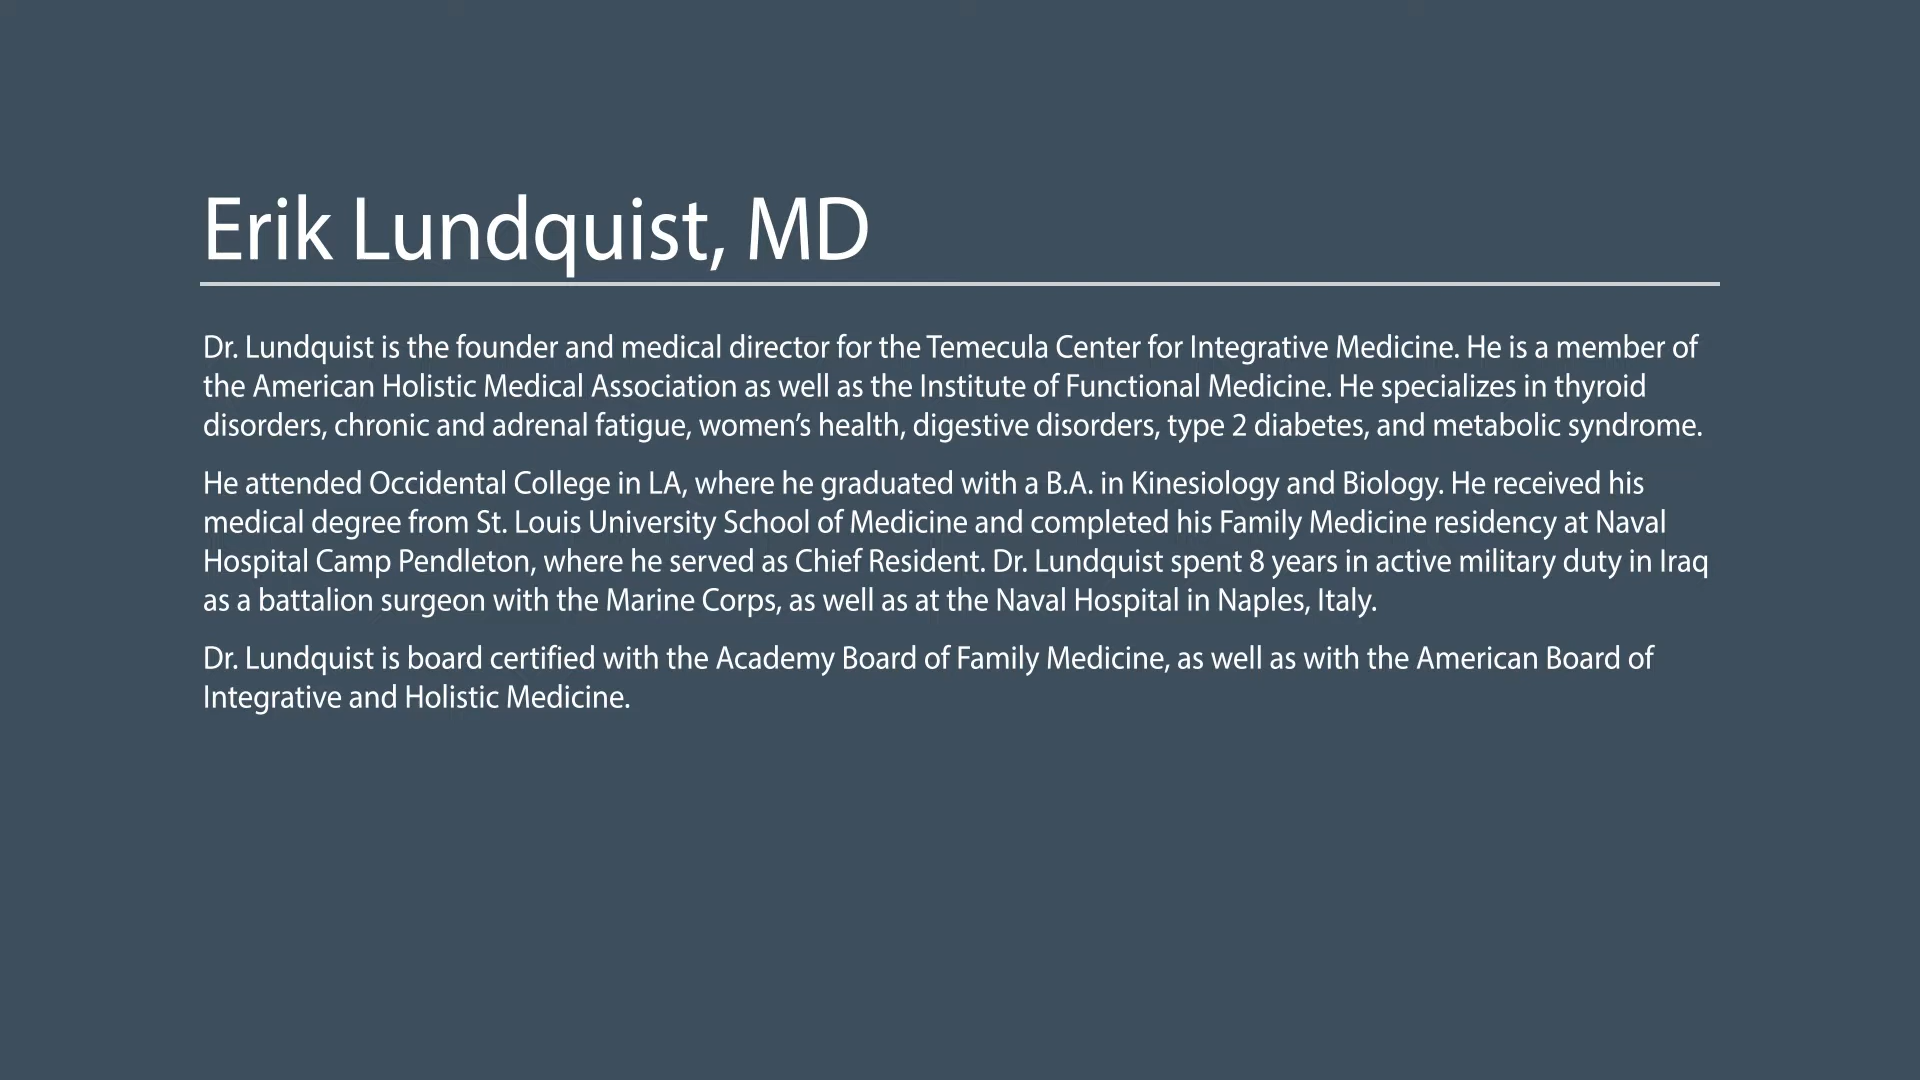 Erik Lundquist, MD
Dr. Lundquist is the founder and medical director for the Temecula Center for Integrative Medicine. He is a member of
the American Holistic Medical Association as well as the Institute of Functional Medicine. He specializes in thyroid
disorders, chronic and adrenal fatigue, women’s health, digestive disorders, type 2 diabetes, and metabolic syndrome.
He attended Occidental College in LA, where he graduated with a B.A. in Kinesiology and Biology. He received his
medical degree from St. Louis University School of Medicine and completed his Family Medicine residency at Naval
Hospital Camp Pendleton, where he served as Chief Resident. Dr. Lundquist spent 8 years in active military duty in Iraq
as a battalion surgeon with the Marine Corps, as well as at the Naval Hospital in Naples, Italy.
Dr. Lundquist is board certified with the Academy Board of Family Medicine, as well as with the American Board of
Integrative and Holistic Medicine.